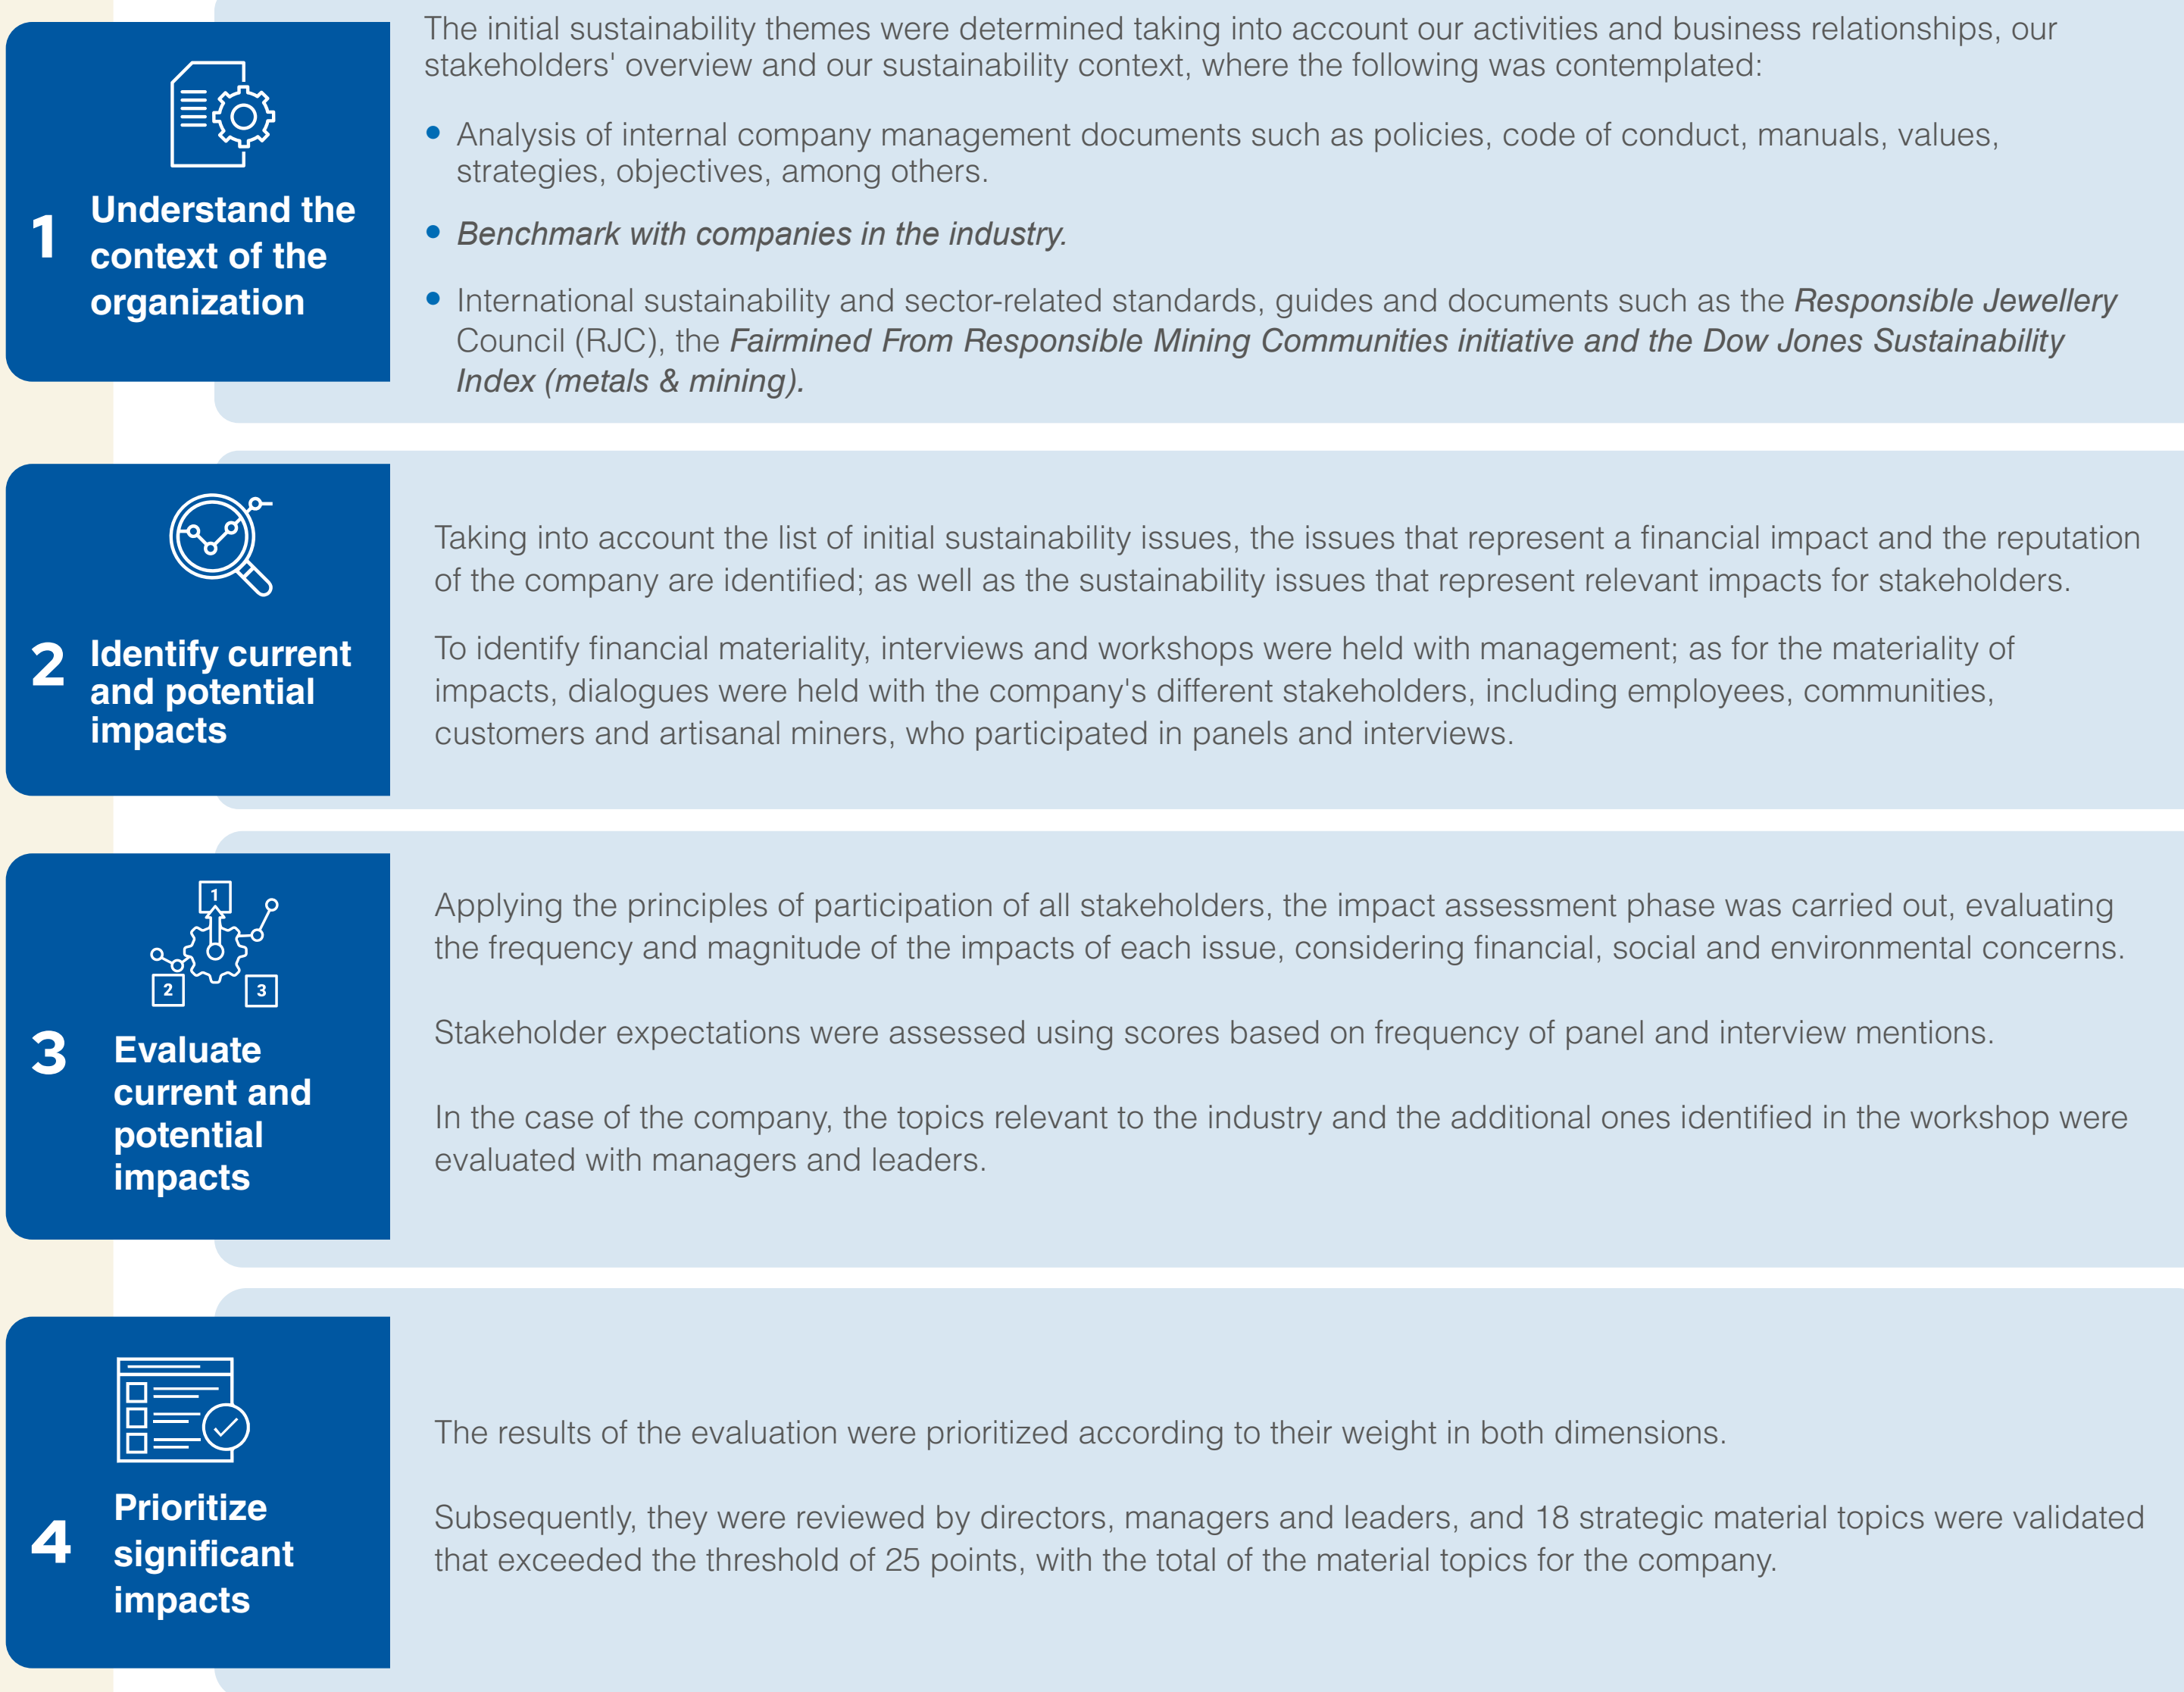 1
Understand the
context of the
organization
The initial sustainability themes were determined taking into account our activities and business relationships, our
stakeholders' overview and our sustainability context, where the following was contemplated:
• Analysis of internal company management documents such as policies, code of conduct, manuals, values,
strategies, objectives, among others.
• Benchmark with companies in the industry.
• International sustainability and sector-related standards, guides and documents such as the Responsible Jewellery
Council (RJC), the Fairmined From Responsible Mining Communities initiative and the Dow Jones Sustainability
Index (metals & mining).
2
Identify current
and potential
impacts
Taking into account the list of initial sustainability issues, the issues that represent a financial impact and the reputation
of the company are identified; as well as the sustainability issues that represent relevant impacts for stakeholders.
To identify financial materiality, interviews and workshops were held with management; as for the materiality of
impacts, dialogues were held with the company's different stakeholders, including employees, communities,
customers and artisanal miners, who participated in panels and interviews.
1
2
3
3
Evaluate
current and
potential
impacts
Applying the principles of participation of all stakeholders, the impact assessment phase was carried out, evaluating
the frequency and magnitude of the impacts of each issue, considering financial, social and environmental concerns.
Stakeholder expectations were assessed using scores based on frequency of panel and interview mentions.
In the case of the company, the topics relevant to the industry and the additional ones identified in the workshop were
evaluated with managers and leaders.
4
Prioritize
significant
impacts
The results of the evaluation were prioritized according to their weight in both dimensions.
Subsequently, they were reviewed by directors, managers and leaders, and 18 strategic material topics were validated
that exceeded the threshold of 25 points, with the total of the material topics for the company.